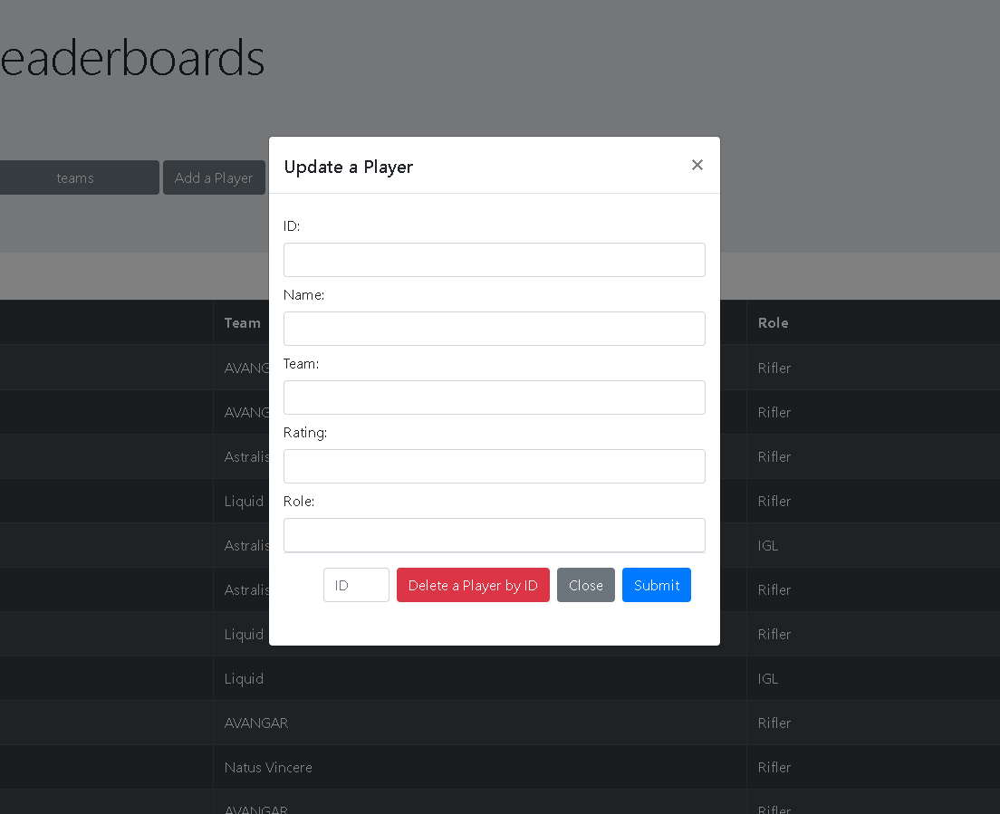 eaderboards
teams Add a Player
Update a Player ×
ID:
Name:
Team:
Rating:
Role:
ID Delete a Player by ID Close Submit
Team Role
AVANG Rifler
AVANG Rifler
Astralis Rifler
Liquid Rifler
Astralis IGL
Astralis Rifler
Liquid Rifler
Liquid IGL
AVANGAR Rifler
Natus Vincere Rifler
AVANGAR Rifler